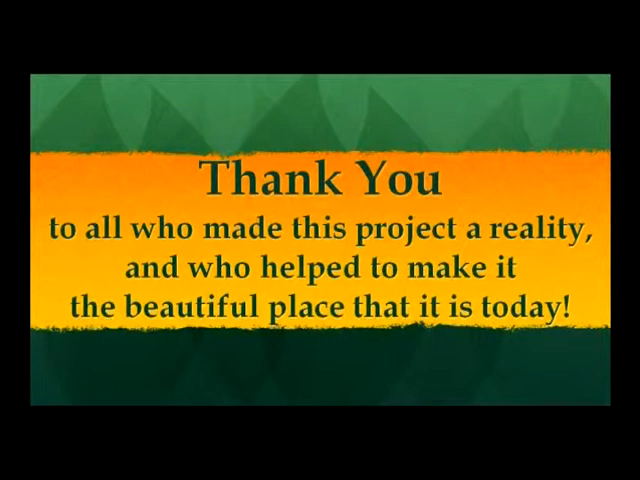 Thank You
to all who made this project a reality,
and who helped to make it
the beautiful place that it is today!